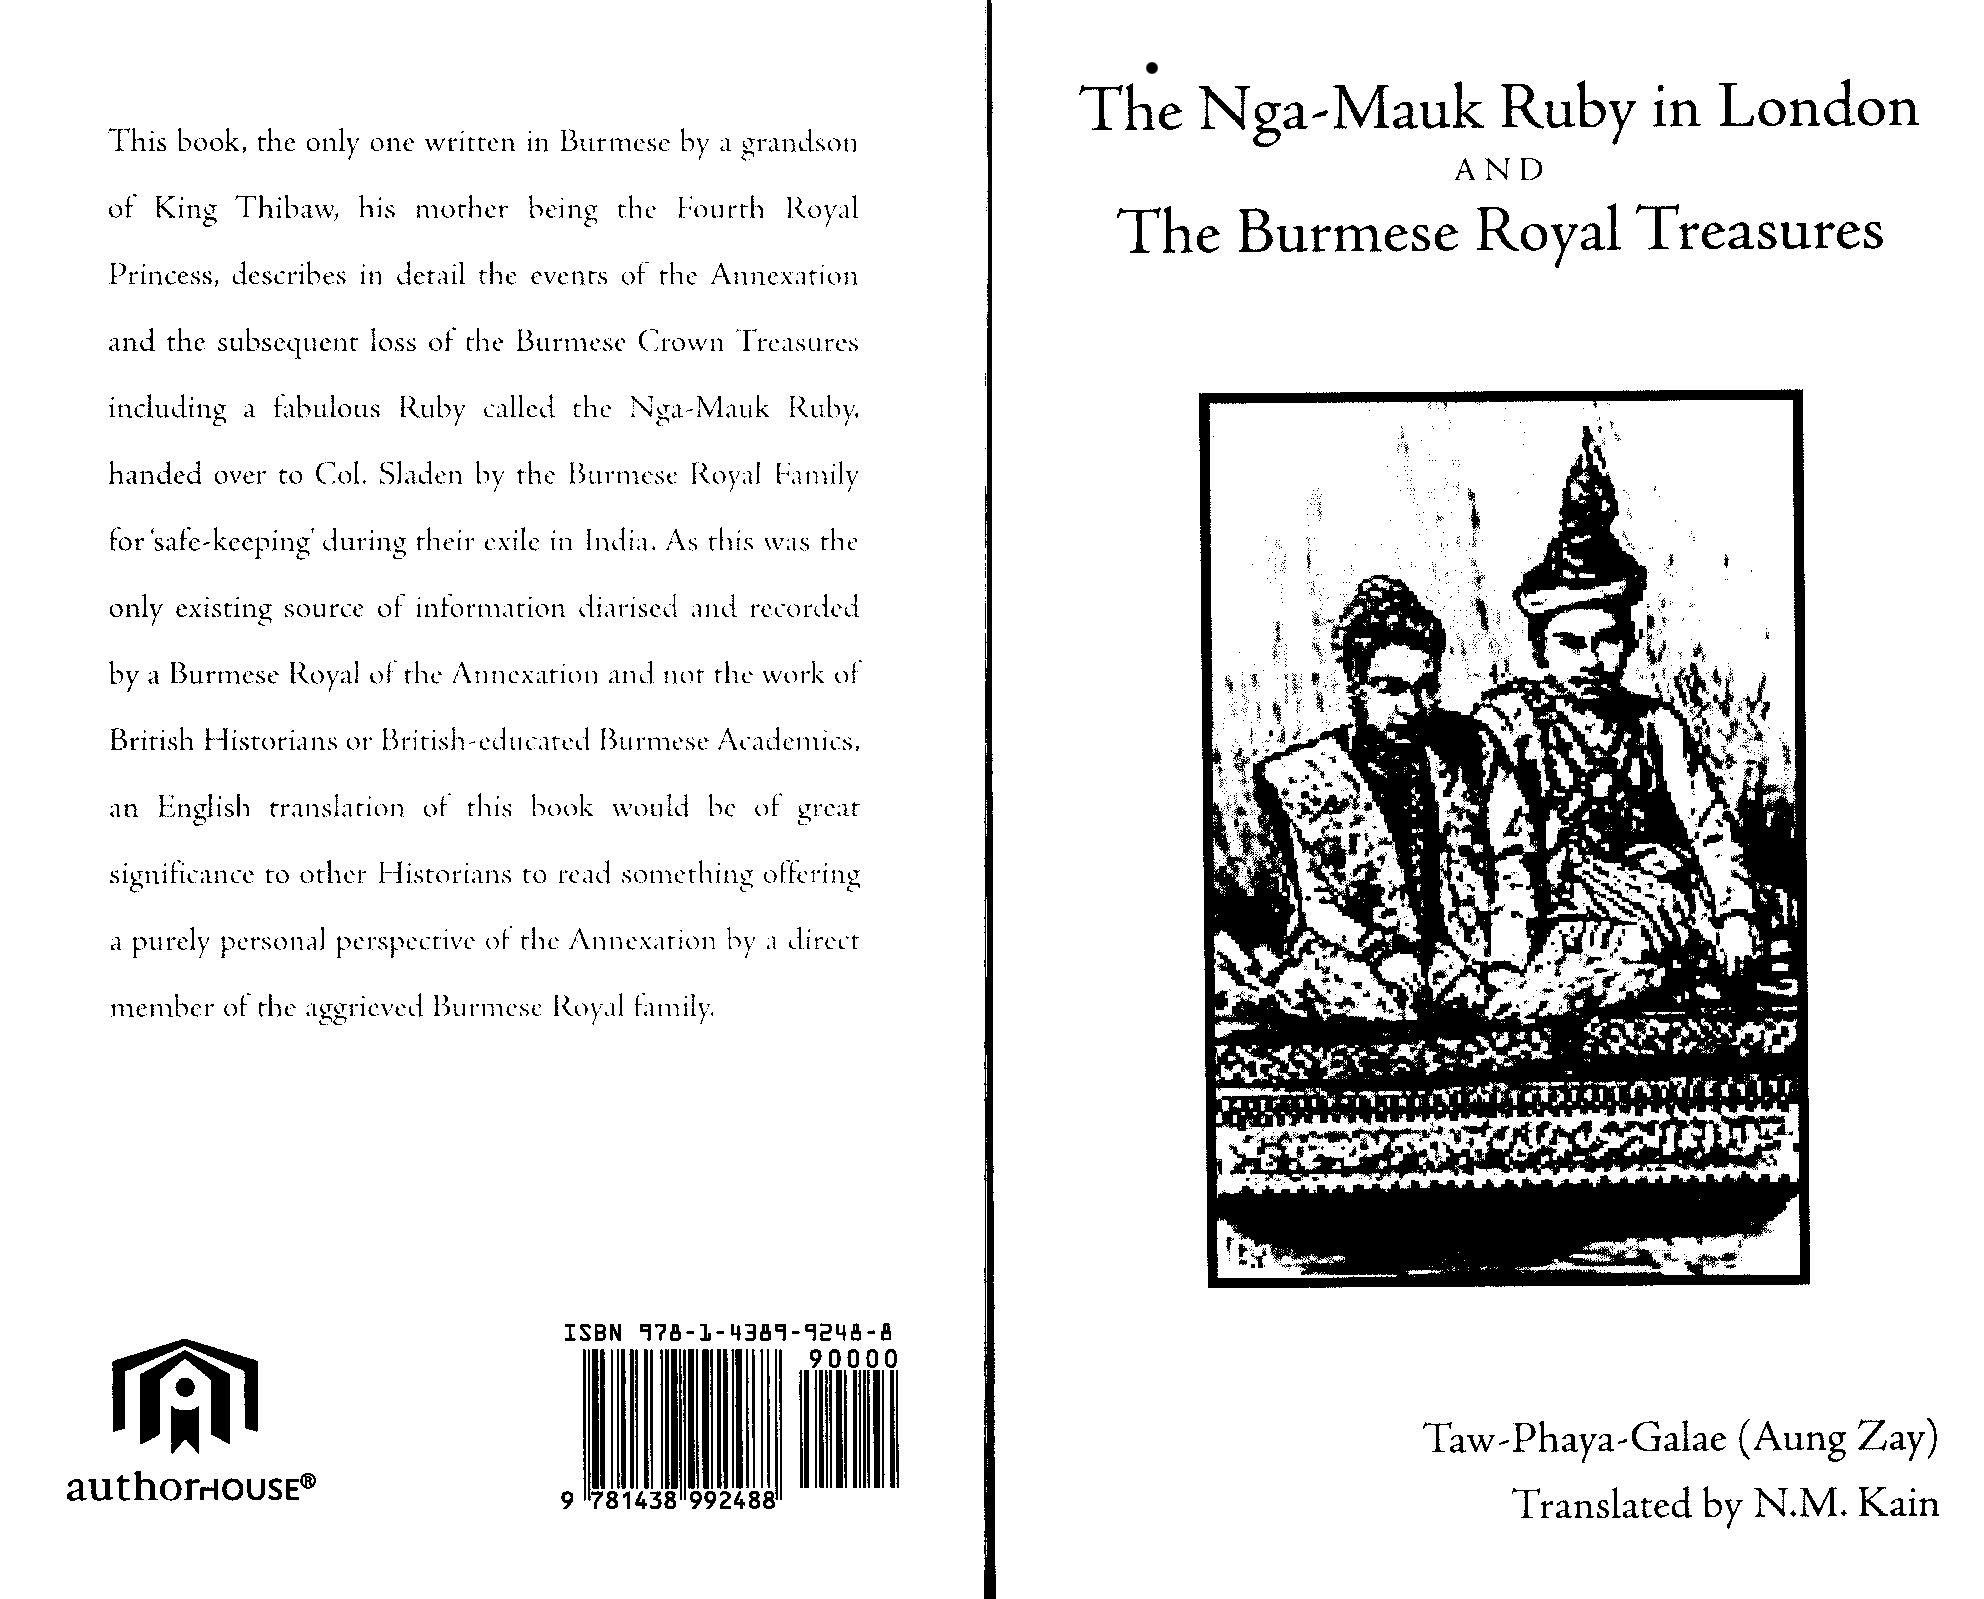 This book, the only one written in Burmese by a grandson
of King Thibaw, his mother being the Fourth Royal
Princess, describes in detail the events of the Annexation
and the subsequent loss of the Burmese Crown Treasures
including a fabulous Ruby called the Nga-Mauk Ruby,
handed over to Col. Sladen by the Burmese Royal Family
for 'safe-keeping' during their exile in India. As this was the
only existing source of information diarised and recorded
by a Burmese Royal of the Annexation and not the work of
British Historians or British-educated Burmese Academics,
an English translation of this book would be of great
significance to other Historians to read something offering
a purely personal perspective of the Annexation by a direct
member of the aggrieved Burmese Royal family.
authorHOUSE®
ISBN 978-1-4389-9248-8
90000
9 781438 992488
The Nga-Mauk Ruby in London
AND
The Burmese Royal Treasures
Taw-Phaya-Galae (Aung Zay)
Translated by N.M. Kain